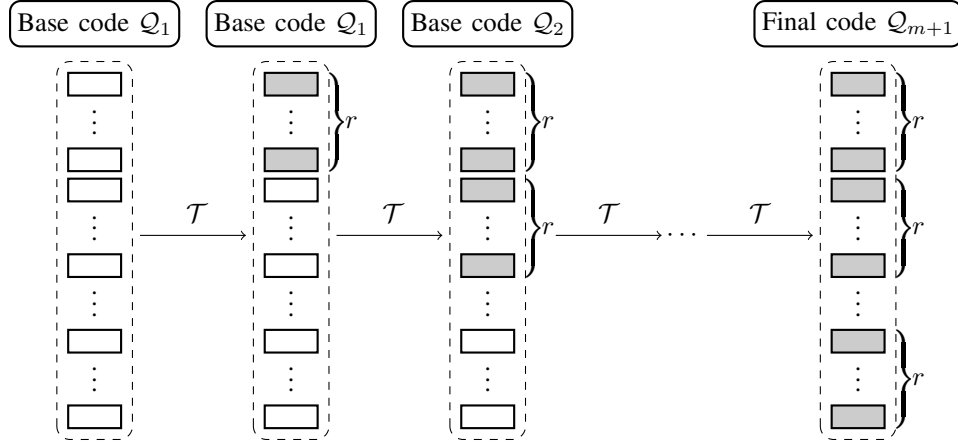 Base code 𝒬₁
Base code 𝒬₁
Base code 𝒬₂
Final code 𝒬ₘ₊₁
r
r
r
r
r
r
𝒯
𝒯
𝒯
···
𝒯